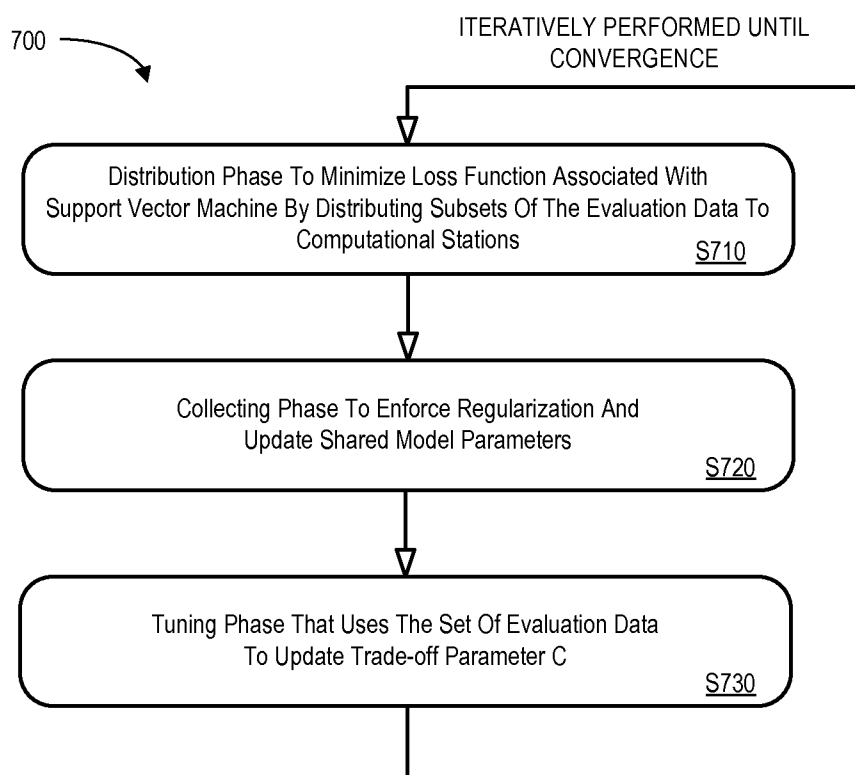 700
ITERATIVELY PERFORMED UNTIL
CONVERGENCE
Distribution Phase To Minimize Loss Function Associated With
Support Vector Machine By Distributing Subsets Of The Evaluation Data To
Computational Stations
S710
Collecting Phase To Enforce Regularization And
Update Shared Model Parameters
S720
Tuning Phase That Uses The Set Of Evaluation Data
To Update Trade-off Parameter C
S730